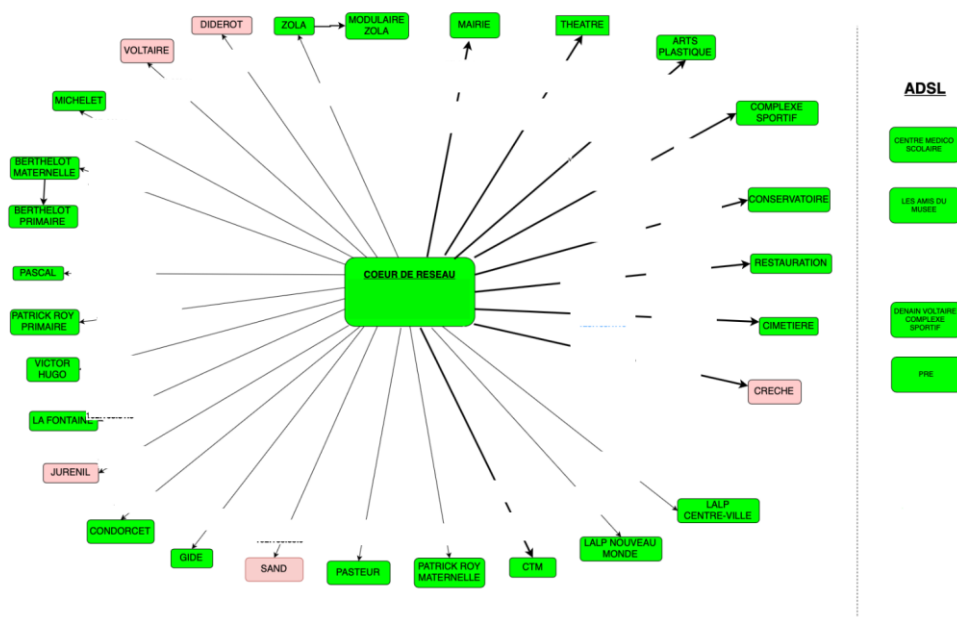 DIDEROT
ZOLA
MODULAIRE
ZOLA
MAIRIE
THEATRE
ARTS
PLASTIQUE
VOLTAIRE
MICHELET
COMPLEXE
SPORTIF
ADSL
CENTRE MEDICO
SCOLAIRE
BERTHELOT
MATERNELLE
BERTHELOT
PRIMAIRE
CONSERVATOIRE
LES AMIS DU
MUSEE
PASCAL
COEUR DE RESEAU
RESTAURATION
PATRICK ROY
PRIMAIRE
CIMETIERE
DENAIN VOLTAIRE
COMPLEXE
SPORTIF
VICTOR
HUGO
CRECHE
PRE
LA FONTAINE
JURENIL
CONDORCET
GIDE
SAND
PASTEUR
PATRICK ROY
MATERNELLE
CTM
LALP NOUVEAU
MONDE
LALP
CENTRE-VILLE